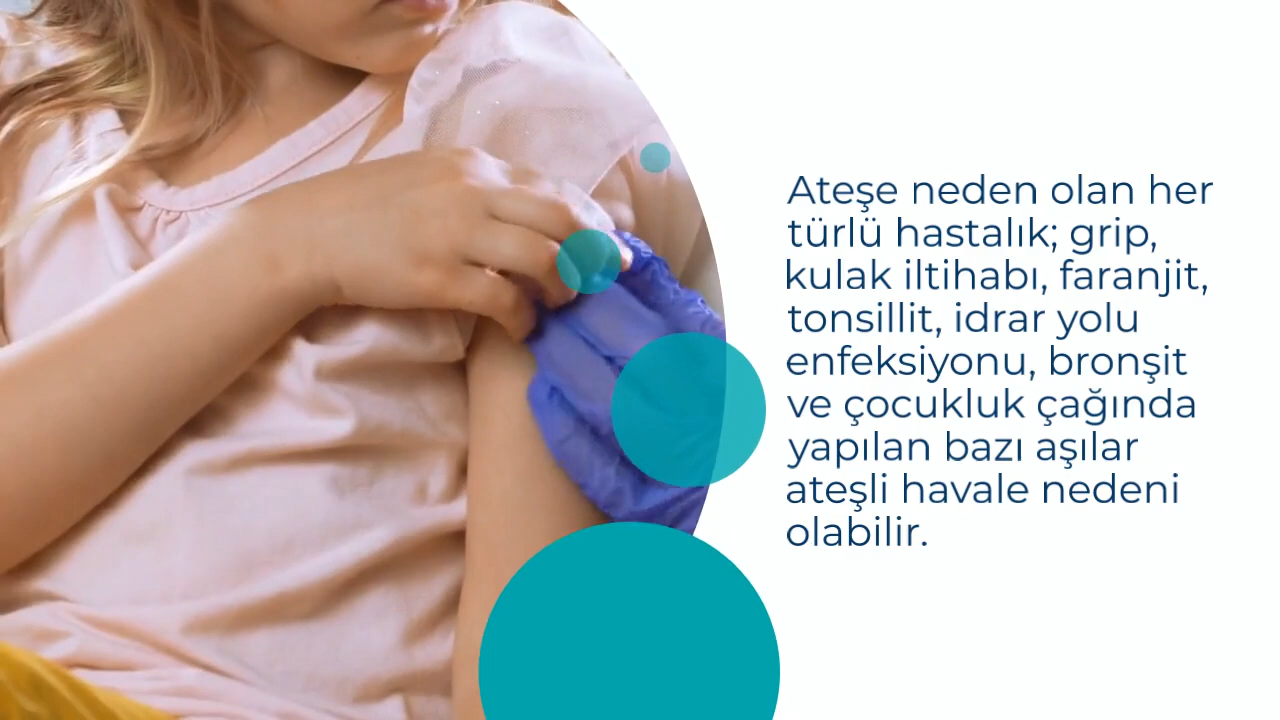 Ateşe neden olan her
türlü hastalık; grip,
kulak iltihabı, faranjit,
tonsillit, idrar yolu
enfeksiyonu, bronşit
ve çocukluk çağında
yapılan bazı aşılar
ateşli havale nedeni
olabilir.